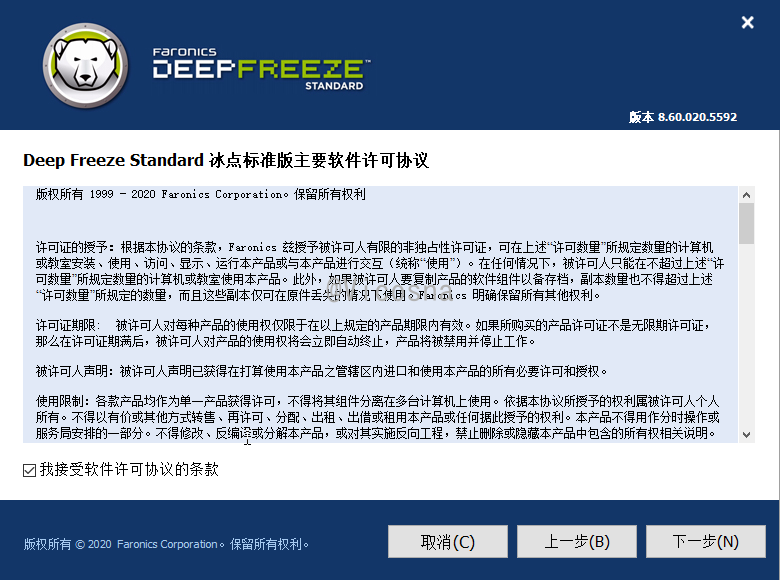 Faronics
DEEPFREEZE™
STANDARD
版本 8.60.020.5592
Deep Freeze Standard 冰点标准版主要软件许可协议
版权所有 1999 - 2020 Faronics Corporation。保留所有权利
许可证的授予：根据本协议的条款，Faronics 兹授予被许可人有限的非独占性许可证，可在上述“许可数量”所规定数量的计算机
或教室安装、使用、访问、显示、运行本产品或与本产品进行交互（统称“使用”）。在任何情况下，被许可人只能在不超过上述“许
可数量”所规定数量的计算机或教室使用本产品。此外，如果被许可人要复制产品的软件组件以备存档，副本数量也不得超过上述
“许可数量”所规定的数量，而且这些副本仅可在原件丢失的情况下使用。Faronics 明确保留所有其他权利。
许可证期限： 被许可人对每种产品的使用权仅限于在以上规定的产品期限内有效。如果所购买的产品许可证不是无限期许可证，
那么在许可证期满后，被许可人对产品的使用权将会立即自动终止，产品将被禁用并停止工作。
被许可人声明：被许可人声明已获得在打算使用本产品之管辖区内进口和使用本产品的所有必要许可和授权。
使用限制：各款产品均作为单一产品获得许可，不得将其组件分离在多台计算机上使用。依据本协议所授予的权利属被许可人个人
所有。不得以有价或其他方式转售、再许可、分配、出租、出借或租用本产品或任何据此授予的权利。本产品不得用作分时操作或
服务局安排的一部分。不得修改、反编译或分解本产品，或对其实施反向工程，禁止删除或隐藏本产品中包含的所有权相关说明。
我接受软件许可协议的条款
版权所有 © 2020 Faronics Corporation。保留所有权利。
取消(C)
上一步(B)
下一步(N)